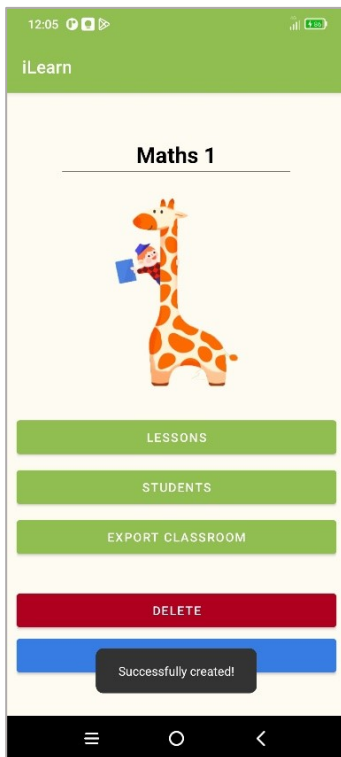 12:05
iLearn
Maths 1
LESSONS
STUDENTS
EXPORT CLASSROOM
DELETE
Successfully created!